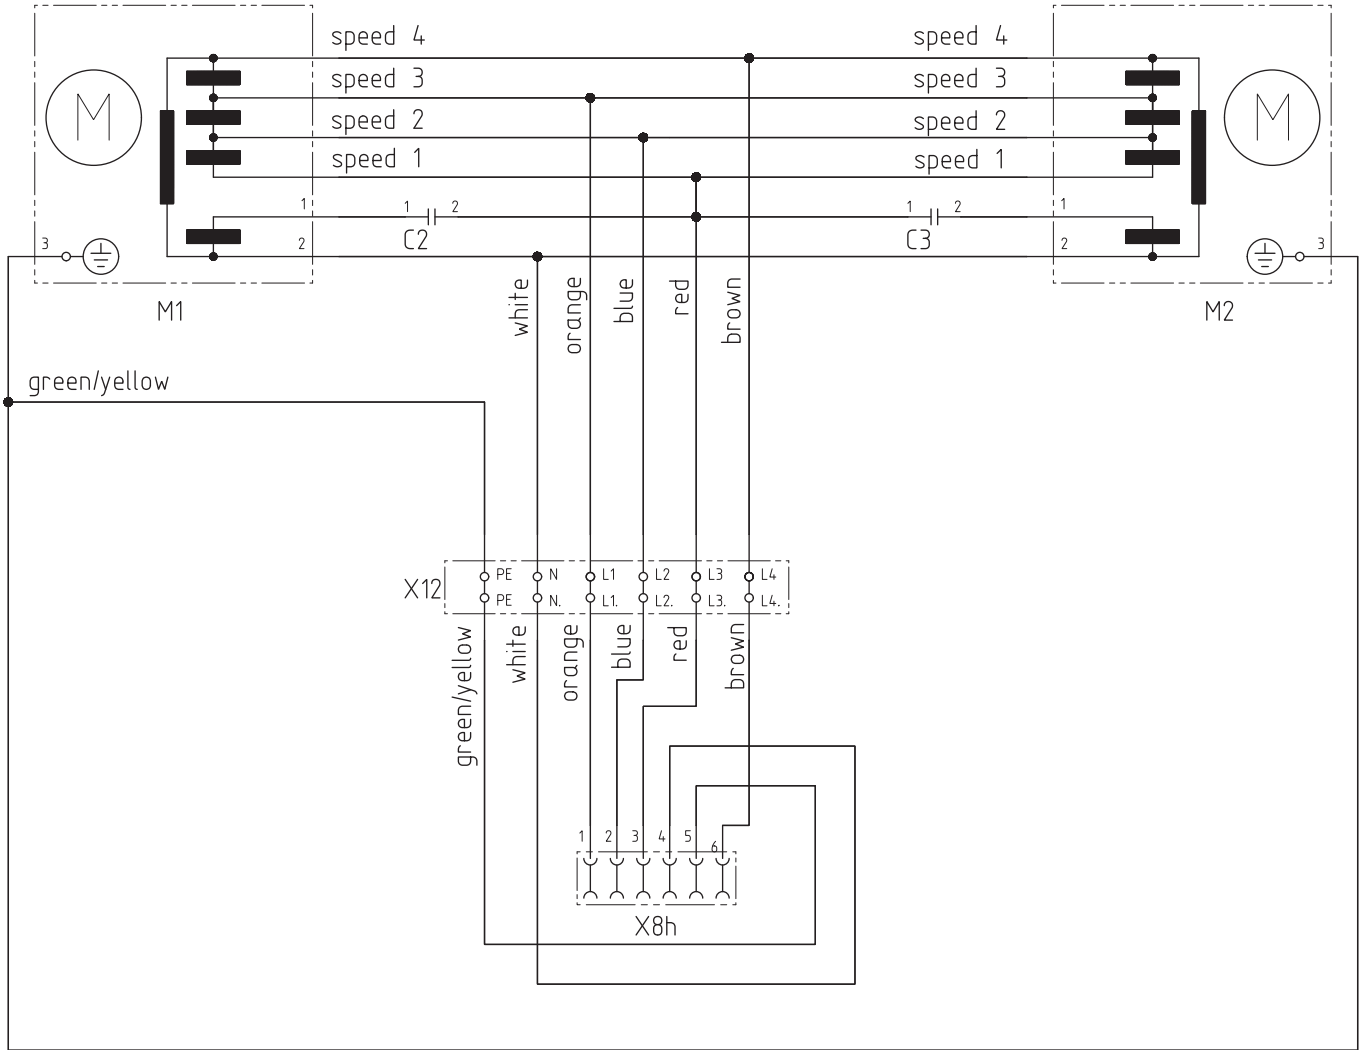 speed 4
speed 4
speed 3
speed 3
M
M
speed 2
speed 2
speed 1
speed 1
1
1 2
1 2
1
C2
C3
3
2
2
3
M1
white
orange
blue
red
brown
M2
green/yellow
X12
PE N L1 L2 L3 L4
PE N. L1. L2. L3. L4.
green/yellow
white
orange
blue
red
brown
1 2 3 4 5 6
X8h